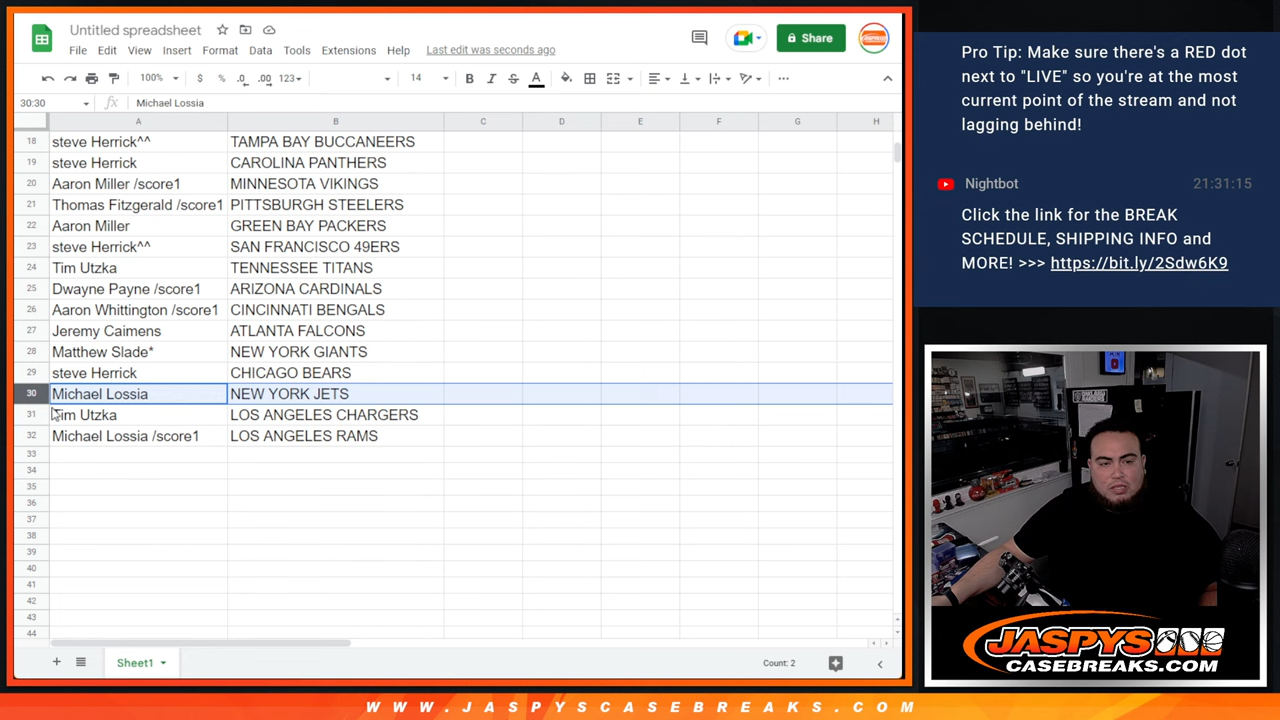 Untitled spreadsheet
File Edit View Insert Format Data Tools Extensions Help Last edit was seconds ago
Share
100% $ % .0 .00 123 14 B I S A
30:30 fx Michael Lossia
A B C D E F G H
18 steve Herrick^^ TAMPA BAY BUCCANEERS
19 steve Herrick CAROLINA PANTHERS
20 Aaron Miller /score1 MINNESOTA VIKINGS
21 Thomas Fitzgerald /score1 PITTSBURGH STEELERS
22 Aaron Miller GREEN BAY PACKERS
23 steve Herrick^^ SAN FRANCISCO 49ERS
24 Tim Utzka TENNESSEE TITANS
25 Dwayne Payne /score1 ARIZONA CARDINALS
26 Aaron Whittington /score1 CINCINNATI BENGALS
27 Jeremy Caimens ATLANTA FALCONS
28 Matthew Slade* NEW YORK GIANTS
29 steve Herrick CHICAGO BEARS
30 Michael Lossia NEW YORK JETS
31 Tim Utzka LOS ANGELES CHARGERS
32 Michael Lossia /score1 LOS ANGELES RAMS
33
34
35
36
37
38
39
40
41
42
43
44
Sheet1
Count: 2
Pro Tip: Make sure there's a RED dot
next to "LIVE" so you're at the most
current point of the stream and not
lagging behind!
Nightbot 21:31:15
Click the link for the BREAK
SCHEDULE, SHIPPING INFO and
MORE! >>> https://bit.ly/2Sdw6K9
JASPYS
CASEBREAKS.COM
WWW.JASPYSCASEBREAKS.COM